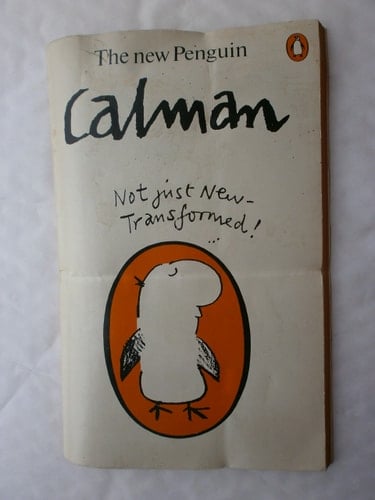 The new Penguin
Calman
Not just New-
Transformed!
...